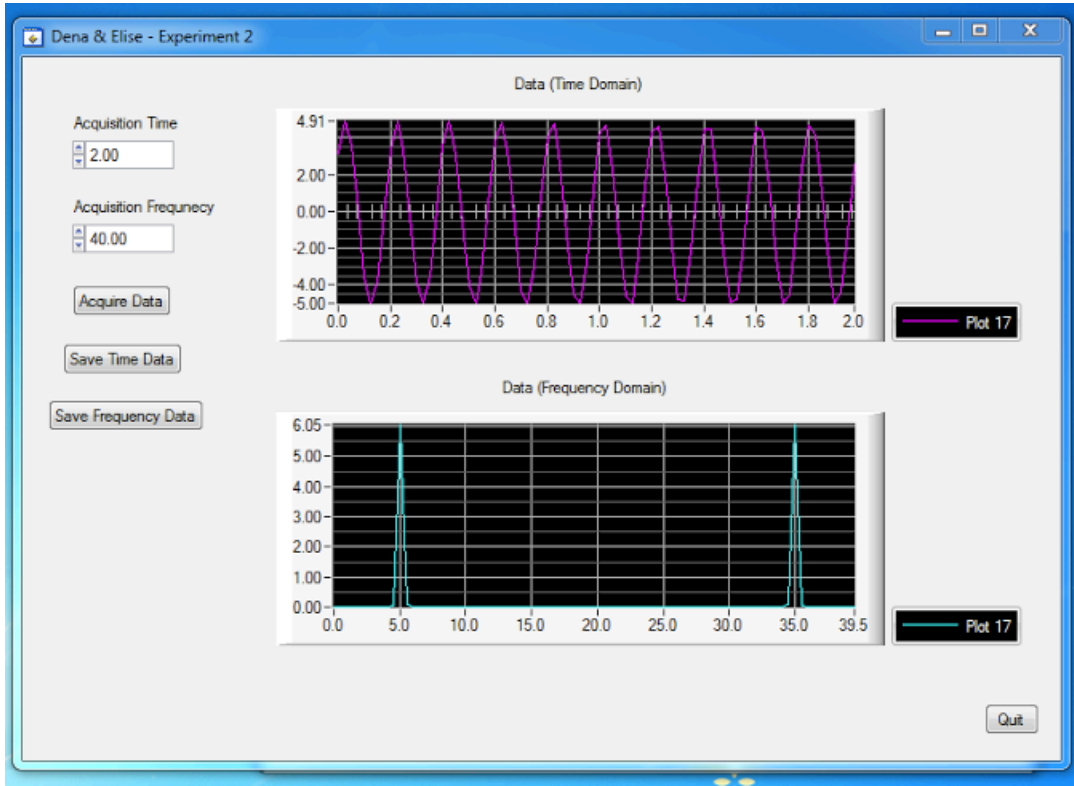 Dena & Elise - Experiment 2
Data (Time Domain)
Acquisition Time
2.00
Acquisition Frequnecy
40.00
Acquire Data
Save Time Data
Save Frequency Data
4.91
2.00
0.00
-2.00
-4.00
-5.00
0.0 0.2 0.4 0.6 0.8 1.0 1.2 1.4 1.6 1.8 2.0
Plot 17
Data (Frequency Domain)
6.05
5.00
4.00
3.00
2.00
1.00
0.00
0.0 5.0 10.0 15.0 20.0 25.0 30.0 35.0 39.5
Plot 17
Quit